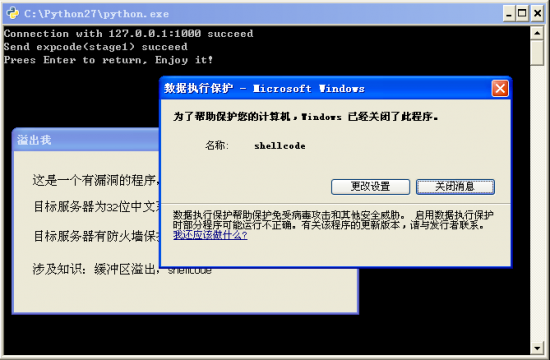 C:\Python27\python.exe
Connection with 127.0.0.1:1000 succeed
Send expcode(stage1) succeed
Prees Enter to return, Enjoy it!
数据执行保护 - Microsoft Windows
为了帮助保护您的计算机，Windows 已经关闭了此程序。
名称: shellcode
更改设置 关闭消息
数据执行保护帮助保护免受病毒攻击和其他安全威胁。 启用数据执行保护
时部分程序可能运行不正确。有关该程序的更新版本，请与发行者联系。
我还应该做什么?
溢出我
这是一个有漏洞的程序，
目标服务器为32位中文系
目标服务器有防火墙保护
涉及知识：缓冲区溢出，shellcode